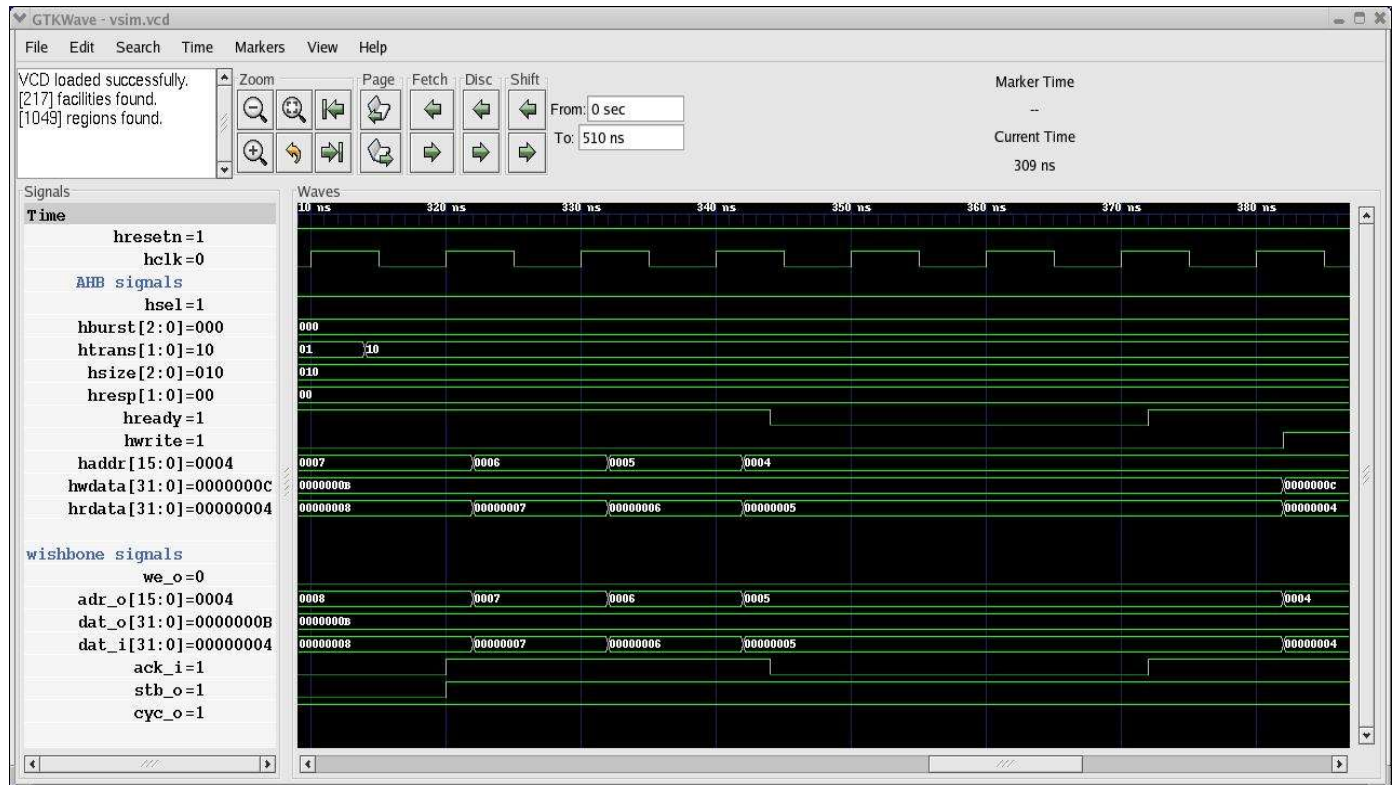 GTKWave - vsim.vcd
File Edit Search Time Markers View Help
VCD loaded successfully.
[217] facilities found.
[1049] regions found.
Zoom Page Fetch Disc Shift
From: 0 sec
To: 510 ns
Marker Time
--
Current Time
309 ns
Signals
Waves
Time
10 ns 320 ns 330 ns 340 ns 350 ns 360 ns 370 ns 380 ns
hresetn=1
hclk=0
AHB signals
hsel=1
hburst[2:0]=000 000
htrans[1:0]=10 01 10
hsize[2:0]=010 010
hresp[1:0]=00 00
hready=1
hwrite=1
haddr[15:0]=0004 0007 0006 0005 0004
hwdata[31:0]=0000000C 0000000B 0000000C
hrdata[31:0]=00000004 00000008 00000007 00000006 00000005 00000004
wishbone signals
we_o=0
adr_o[15:0]=0004 0008 0007 0006 0005 0004
dat_o[31:0]=0000000B 0000000B
dat_i[31:0]=00000004 00000008 00000007 00000006 00000005 00000004
ack_i=1
stb_o=1
cyc_o=1